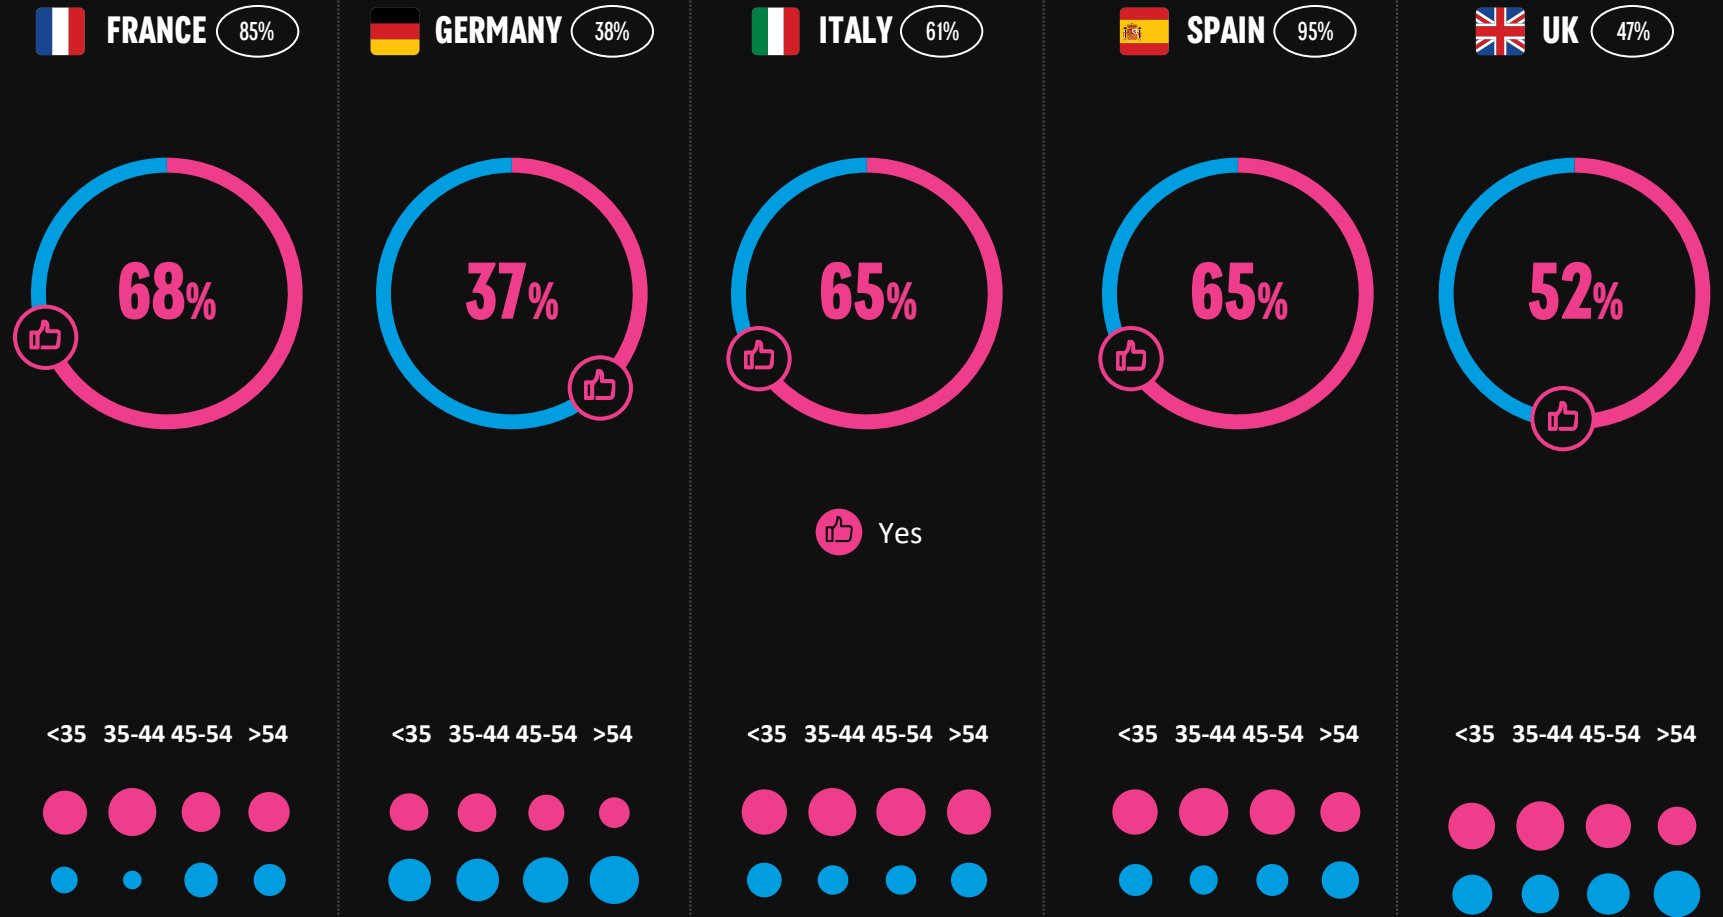 FRANCE 85% GERMANY 38% ITALY 61% SPAIN 95% UK 47%
68% 37% 65% 65% 52%
Yes
<35 35-44 45-54 >54 <35 35-44 45-54 >54 <35 35-44 45-54 >54 <35 35-44 45-54 >54 <35 35-44 45-54 >54